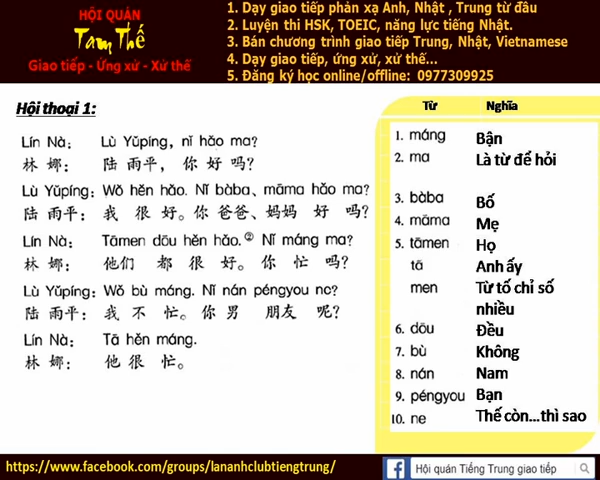 HỘI QUÁN
Tam Thế
Giao tiếp - Ứng xử - Xử thế
1. Dạy giao tiếp phản xạ Anh, Nhật , Trung từ đầu
2. Luyện thi HSK, TOEIC, năng lực tiếng Nhật.
3. Bán chương trình giao tiếp Trung, Nhật, Vietnamese
4. Dạy giao tiếp, ứng xử, xử thế...
5. Đăng ký học online/offline:  0977309925
Hội thoại 1:
Lín Nà: Lù Yǔpíng, nǐ hǎo ma?
林 娜: 陆 雨平, 你 好 吗?
Lù Yǔpíng: Wǒ hěn hǎo. Nǐ bàba, māma hǎo ma?
陆 雨平: 我 很 好。你 爸爸、妈妈 好 吗?
Lín Nà: Tāmen dōu hěn hǎo.② Nǐ máng ma?
林 娜: 他们 都 很 好。你 忙 吗?
Lù Yǔpíng: Wǒ bù máng. Nǐ nán péngyou ne?
陆 雨平: 我 不 忙。你 男 朋友 呢?
Lín Nà: Tā hěn máng.
林 娜: 他 很 忙。
Từ Nghĩa
1. máng Bận
2. ma Là từ để hỏi
3. bàba Bố
4. māma Mẹ
5. tāmen Họ
tā Anh ấy
men Từ tố chỉ số
nhiều
6. dōu Đều
7. bù Không
8. nán Nam
9. péngyou Bạn
10. ne Thế còn...thì sao
https://www.facebook.com/groups/lananhclubtiengtrung/
f Hội quán Tiếng Trung giao tiếp